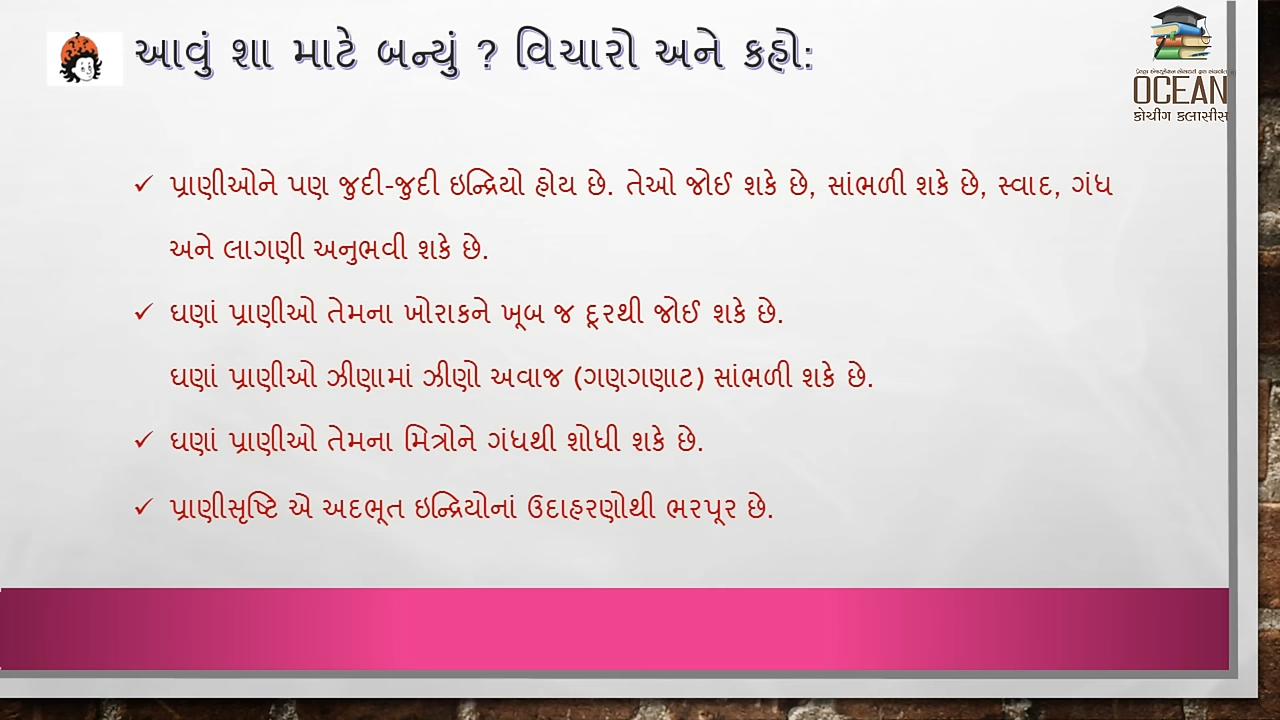 આવું શા માટે બન્યું ? વિચારો અને કહો:
OCEAN
કોચીંગ કલાસીસ
પ્રાણીઓને પણ જુદી-જુદી ઇન્દ્રિયો હોય છે. તેઓ જોઈ શકે છે, સાંભળી શકે છે, સ્વાદ, ગંધ
અને લાગણી અનુભવી શકે છે.
ઘણાં પ્રાણીઓ તેમના ખોરાકને ખૂબ જ દૂરથી જોઈ શકે છે.
ઘણાં પ્રાણીઓ ઝીણામાં ઝીણો અવાજ (ગણગણાટ) સાંભળી શકે છે.
ઘણાં પ્રાણીઓ તેમના મિત્રોને ગંધથી શોધી શકે છે.
પ્રાણીસૃષ્ટિ એ અદભૂત ઇન્દ્રિયોનાં ઉદાહરણોથી ભરપૂર છે.